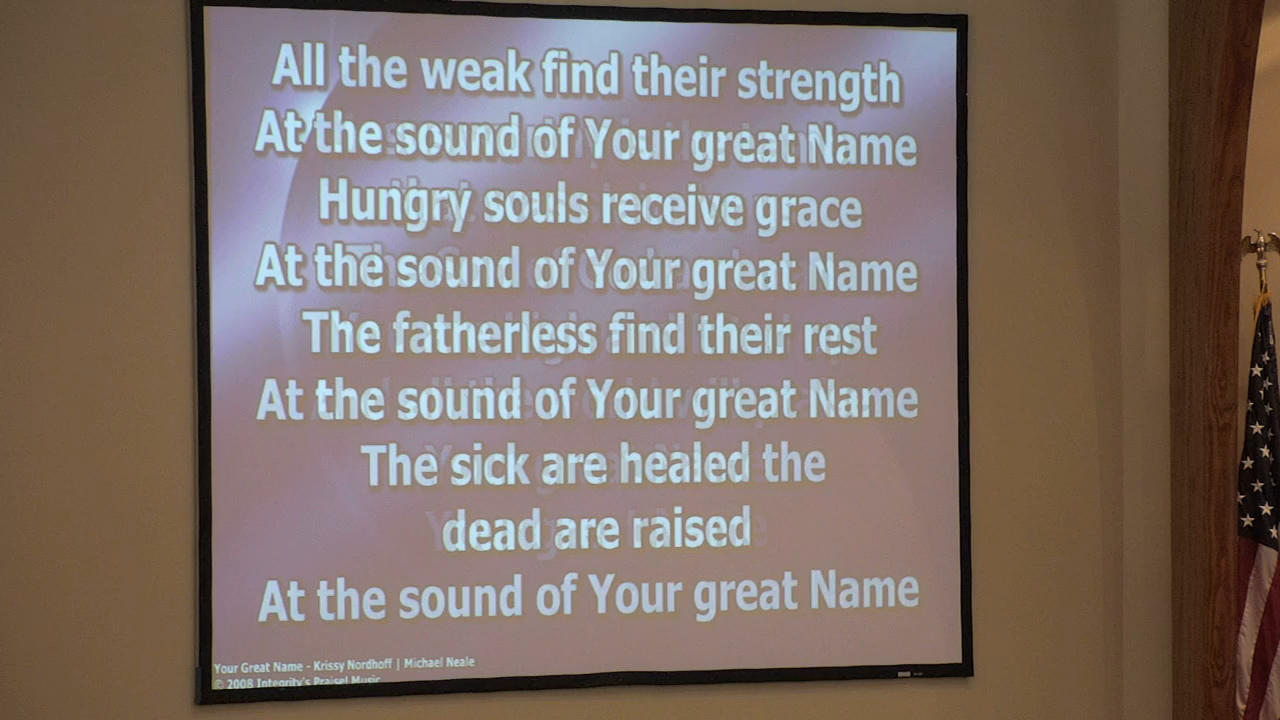 All the weak find their strength
At the sound of Your great Name
Hungry souls receive grace
At the sound of Your great Name
The fatherless find their rest
At the sound of Your great Name
The sick are healed the
dead are raised
At the sound of Your great Name
Your Great Name - Krissy Nordhoff | Michael Neale
© 2008 Integrity's Praise! Music